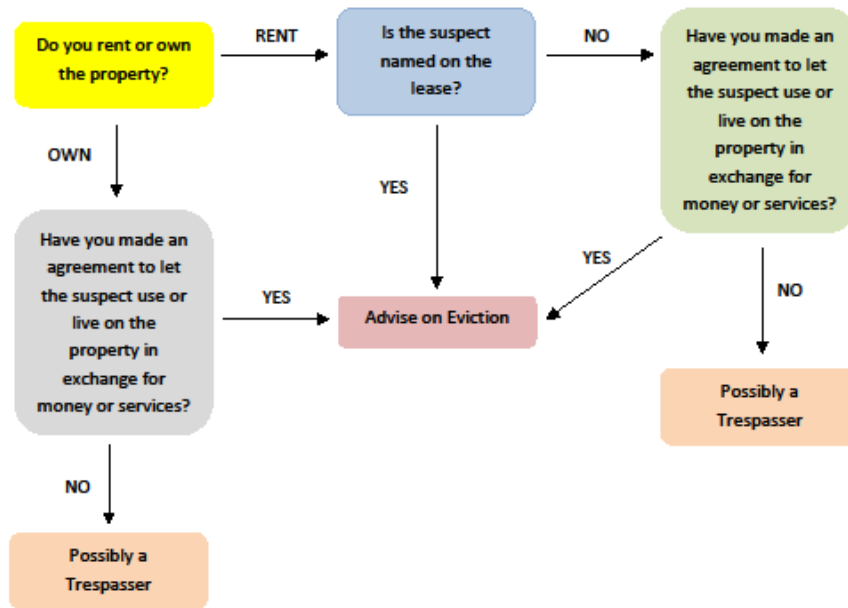 Do you rent or own
the property?
RENT
Is the suspect
named on the
lease?
NO
Have you made an
agreement to let
the suspect use or
live on the
property in
exchange for
money or services?
OWN
YES
Have you made an
agreement to let
the suspect use or
live on the
property in
exchange for
money or services?
YES
Advise on Eviction
YES
NO
Possibly a
Trespasser
NO
Possibly a
Trespasser